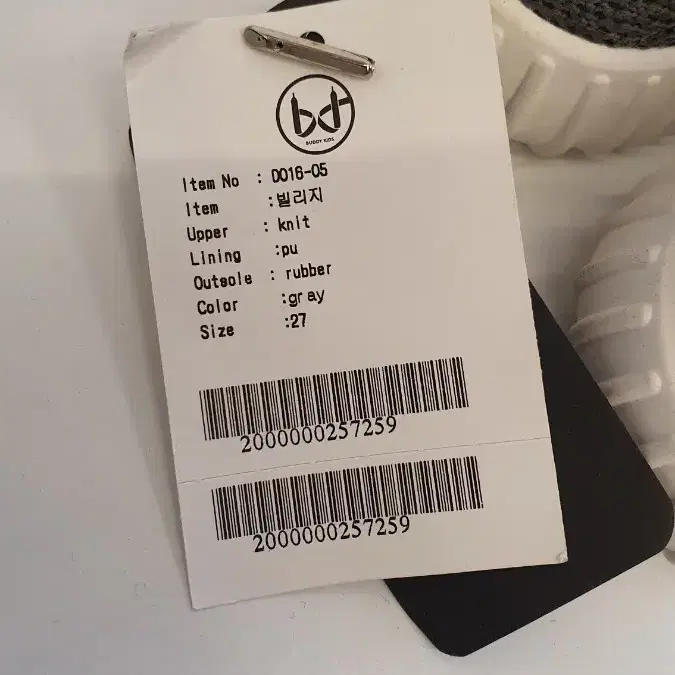 bd
BUDDY KIDS
Item No : DO16-05
Item :빌리지
Upper : knit
Lining :pu
Outsole : rubber
Color :gray
Size :27
2000000257259
2000000257259